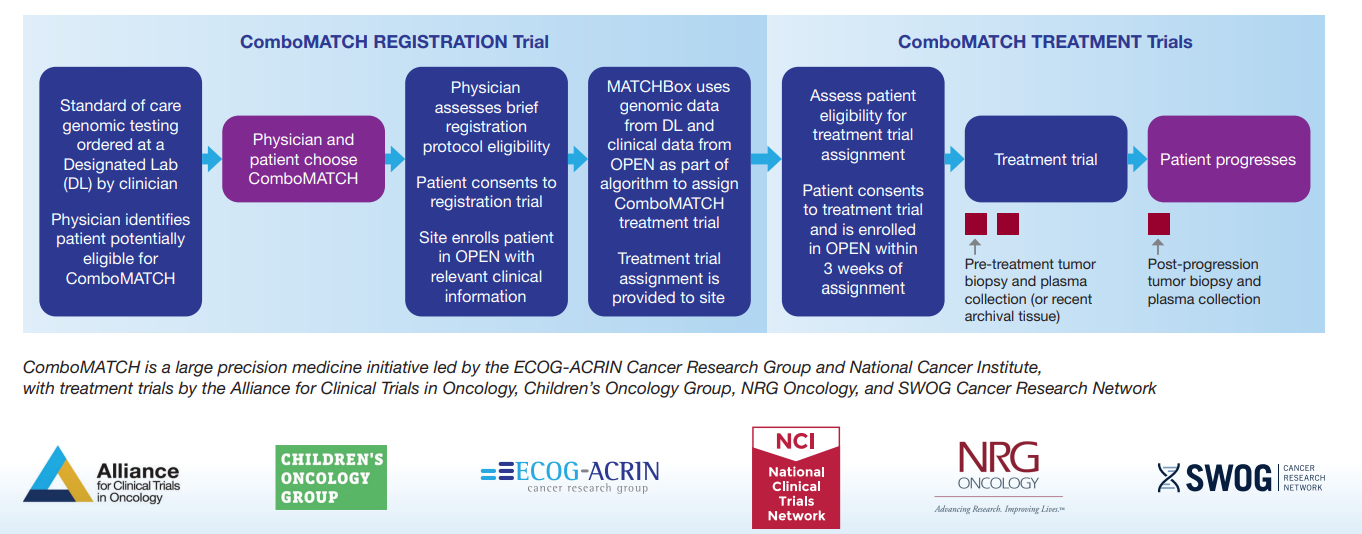 ComboMATCH REGISTRATION Trial
ComboMATCH TREATMENT Trials
Standard of care
genomic testing
ordered at a
Designated Lab
(DL) by clinician
Physician identifies
patient potentially
eligible for
ComboMATCH
Physician and
patient choose
ComboMATCH
Physician
assesses brief
registration
protocol eligibility
Patient consents to
registration trial
Site enrolls patient
in OPEN with
relevant clinical
information
MATCHBox uses
genomic data
from DL and
clinical data from
OPEN as part of
algorithm to assign
ComboMATCH
treatment trial
Treatment trial
assignment is
provided to site
Assess patient
eligibility for
treatment trial
assignment
Patient consents
to treatment trial
and is enrolled
in OPEN within
3 weeks of
assignment
Treatment trial
Pre-treatment tumor
biopsy and plasma
collection (or recent
archival tissue)
Patient progresses
Post-progression
tumor biopsy and
plasma collection
ComboMATCH is a large precision medicine initiative led by the ECOG-ACRIN Cancer Research Group and National Cancer Institute,
with treatment trials by the Alliance for Clinical Trials in Oncology, Children's Oncology Group, NRG Oncology, and SWOG Cancer Research Network
Alliance
for Clinical Trials
in Oncology
CHILDREN'S
ONCOLOGY
GROUP
ECOG-ACRIN
cancer research group
NCI
National
Clinical
Trials
Network
NRG
ONCOLOGY
Advancing Research. Improving Lives.™
SWOG
CANCER
RESEARCH
NETWORK